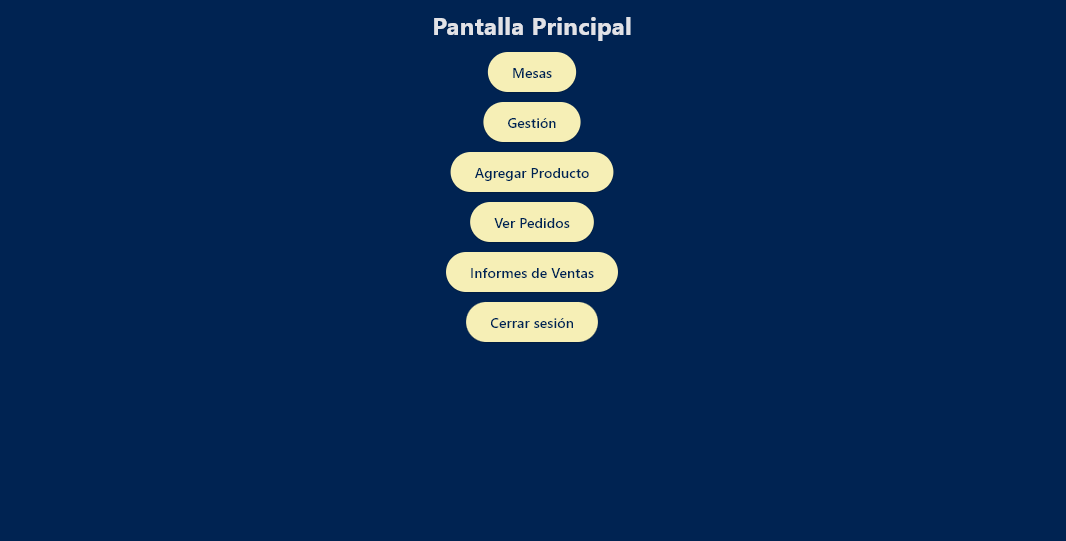 Pantalla Principal
Mesas
Gestión
Agregar Producto
Ver Pedidos
Informes de Ventas
Cerrar sesión